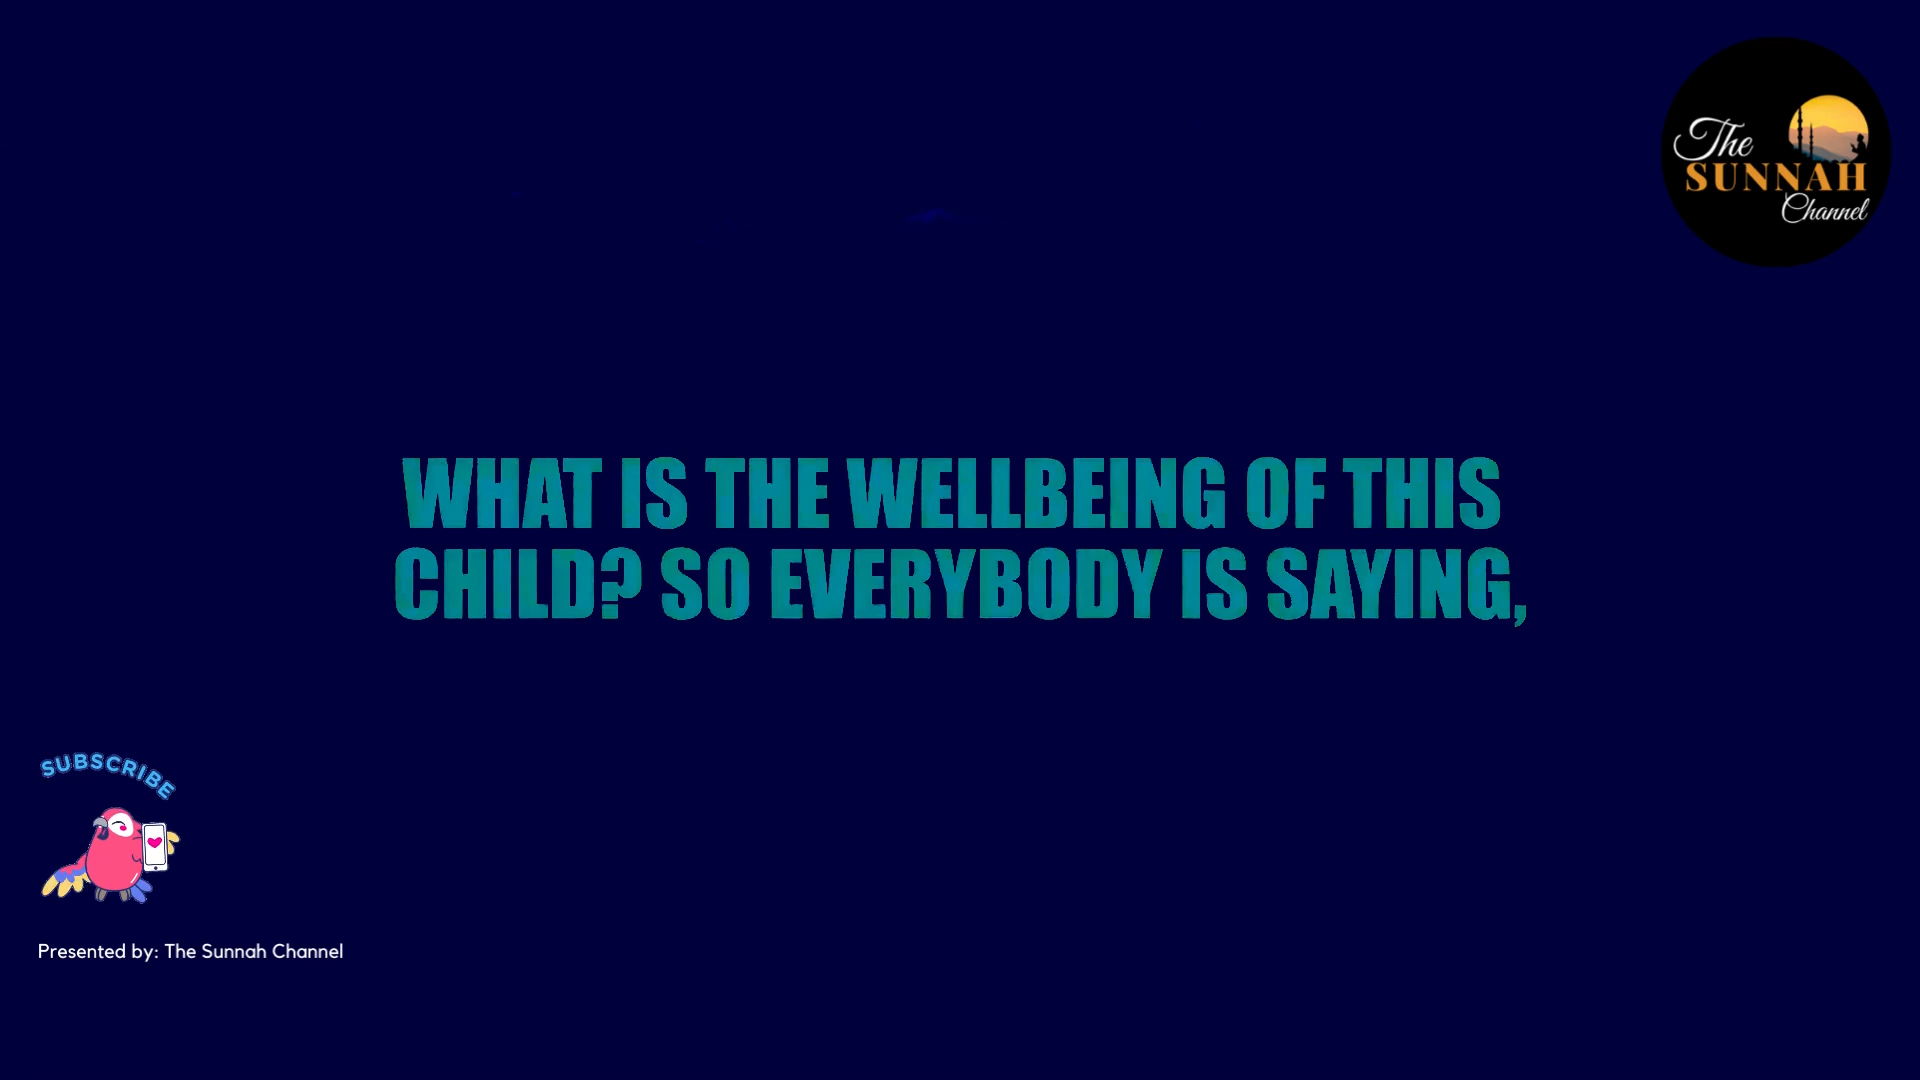 The
SUNNAH
Channel
WHAT IS THE WELLBEING OF THIS
CHILD? SO EVERYBODY IS SAYING,
SUBSCRIBE
Presented by: The Sunnah Channel